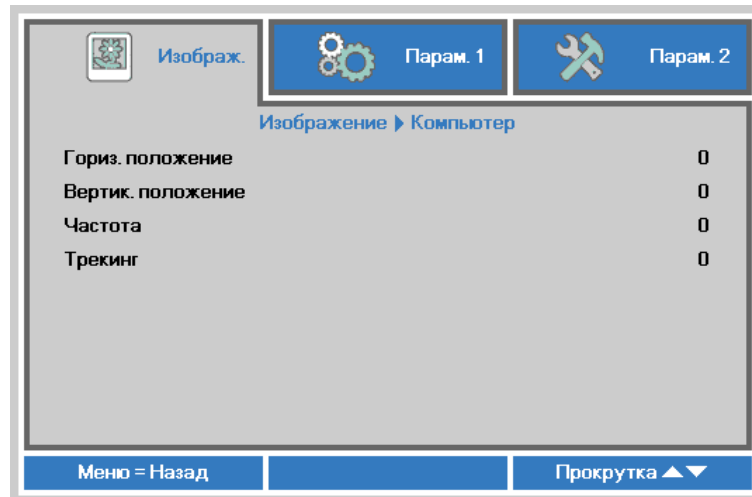 Изображ. Парам. 1 Парам. 2
Изображение Компьютер
Гориз. положение 0
Вертик. положение 0
Частота 0
Трекинг 0
Меню = Назад Прокрутка